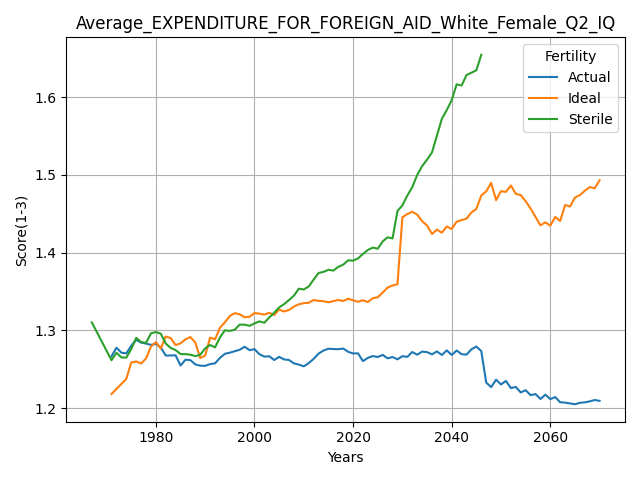 Average_EXPENDITURE_FOR_FOREIGN_AID_White_Female_Q2_IQ
Fertility
Actual
Ideal
Sterile
Score(1-3)
1.6
1.5
1.4
1.3
1.2
1980
2000
2020
2040
2060
Years